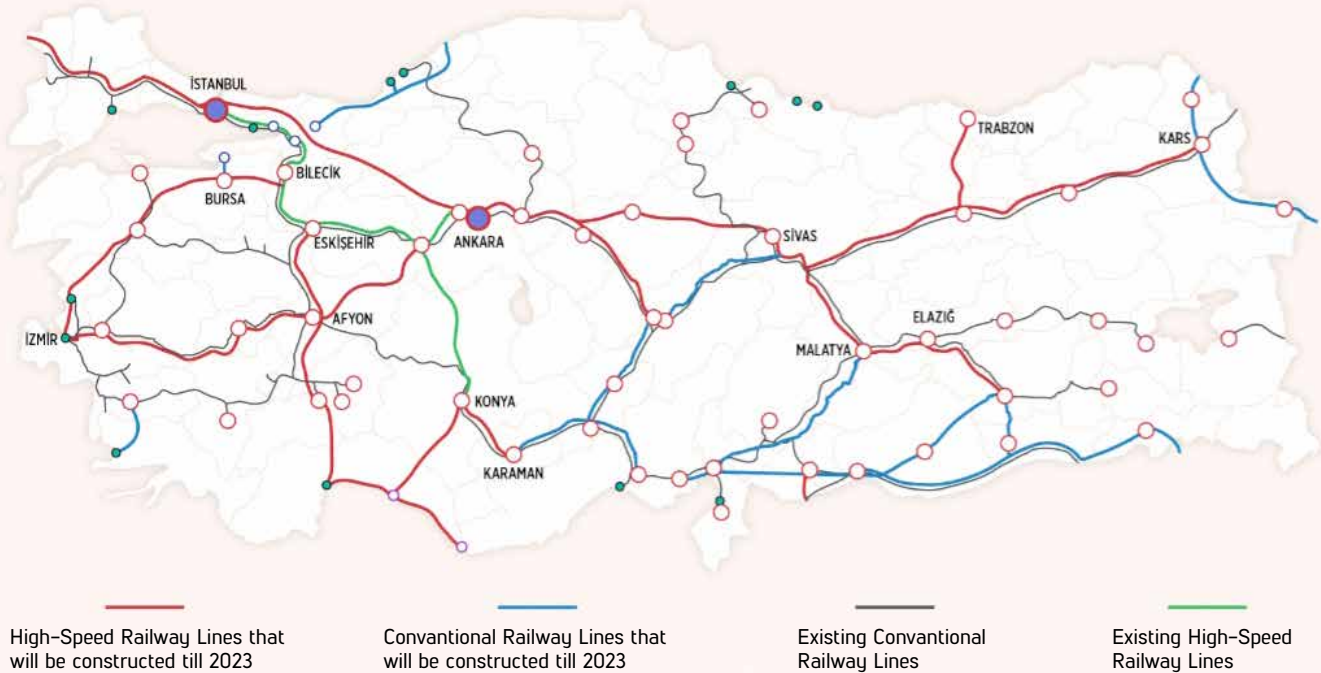 İSTANBUL
TRABZON
KARS
BİLECİK
BURSA
ESKİŞEHİR
ANKARA
SİVAS
AFYON
ELAZIĞ
İZMİR
MALATYA
KONYA
KARAMAN
High-Speed Railway Lines that
will be constructed till 2023
Convantional Railway Lines that
will be constructed till 2023
Existing Convantional
Railway Lines
Existing High-Speed
Railway Lines